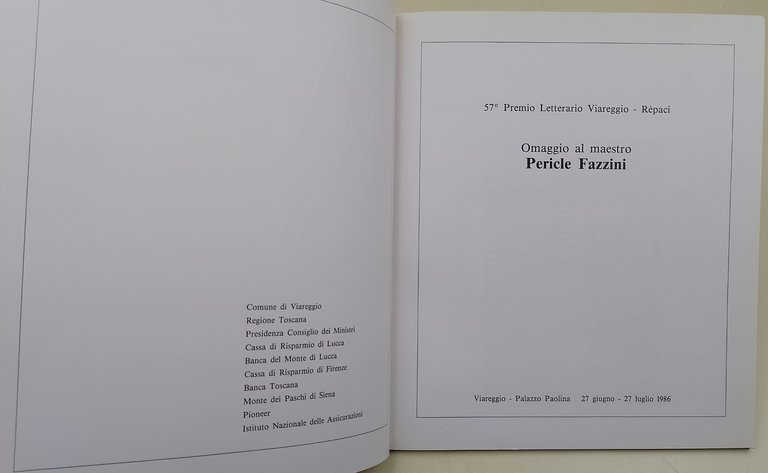 Comune di Viareggio
Regione Toscana
Presidenza Consiglio dei Ministri
Cassa di Risparmio di Lucca
Banca del Monte di Lucca
Cassa di Risparmio di Firenze
Banca Toscana
Monte dei Paschi di Siena
Pioneer
Istituto Nazionale delle Assicurazioni
57° Premio Letterario Viareggio - Rèpaci
Omaggio al maestro
Pericle Fazzini
Viareggio - Palazzo Paolina 27 giugno - 27 luglio 1986